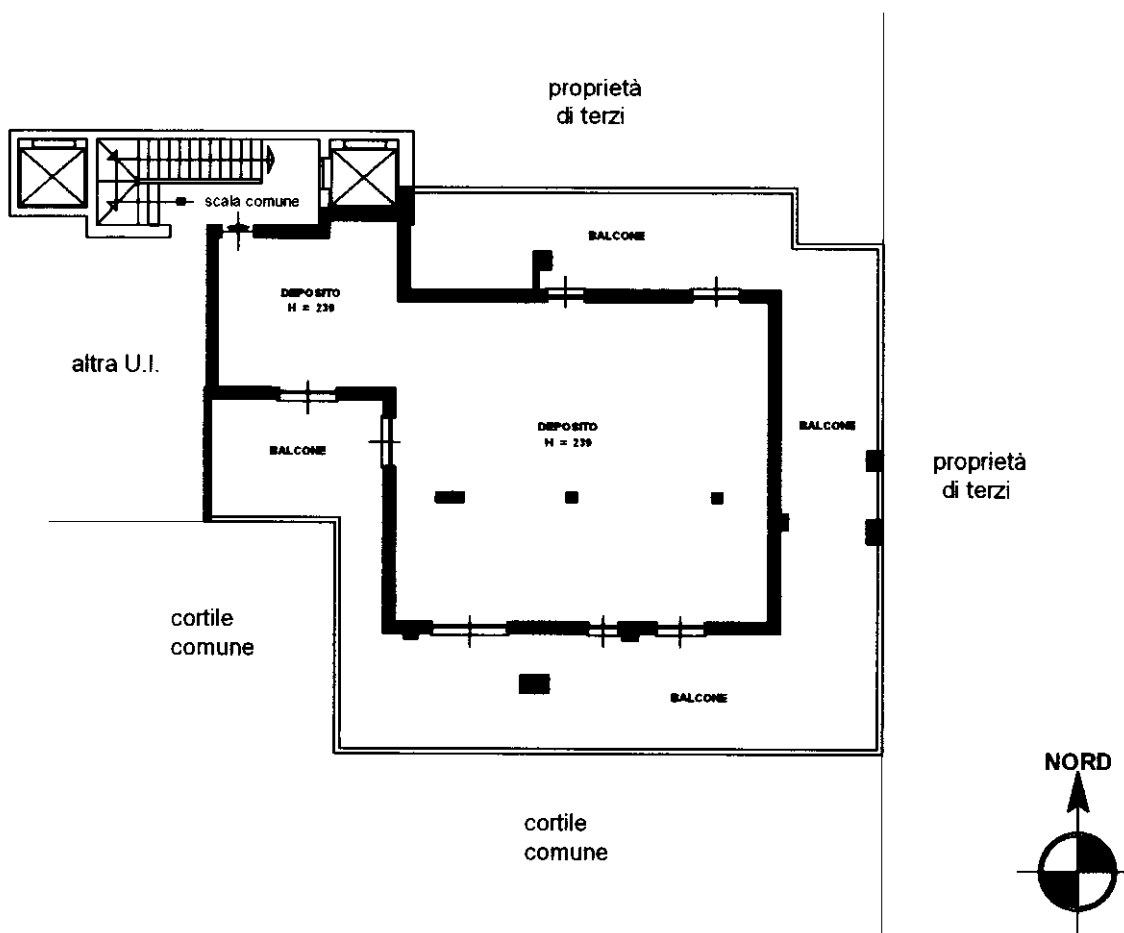 proprietà
di terzi
scala comune
BALCONE
DEPOSITO
H = 239
altra U.I.
BALCONE
DEPOSITO
H = 239
BALCONE
proprietà
di terzi
cortile
comune
BALCONE
NORD
cortile
comune